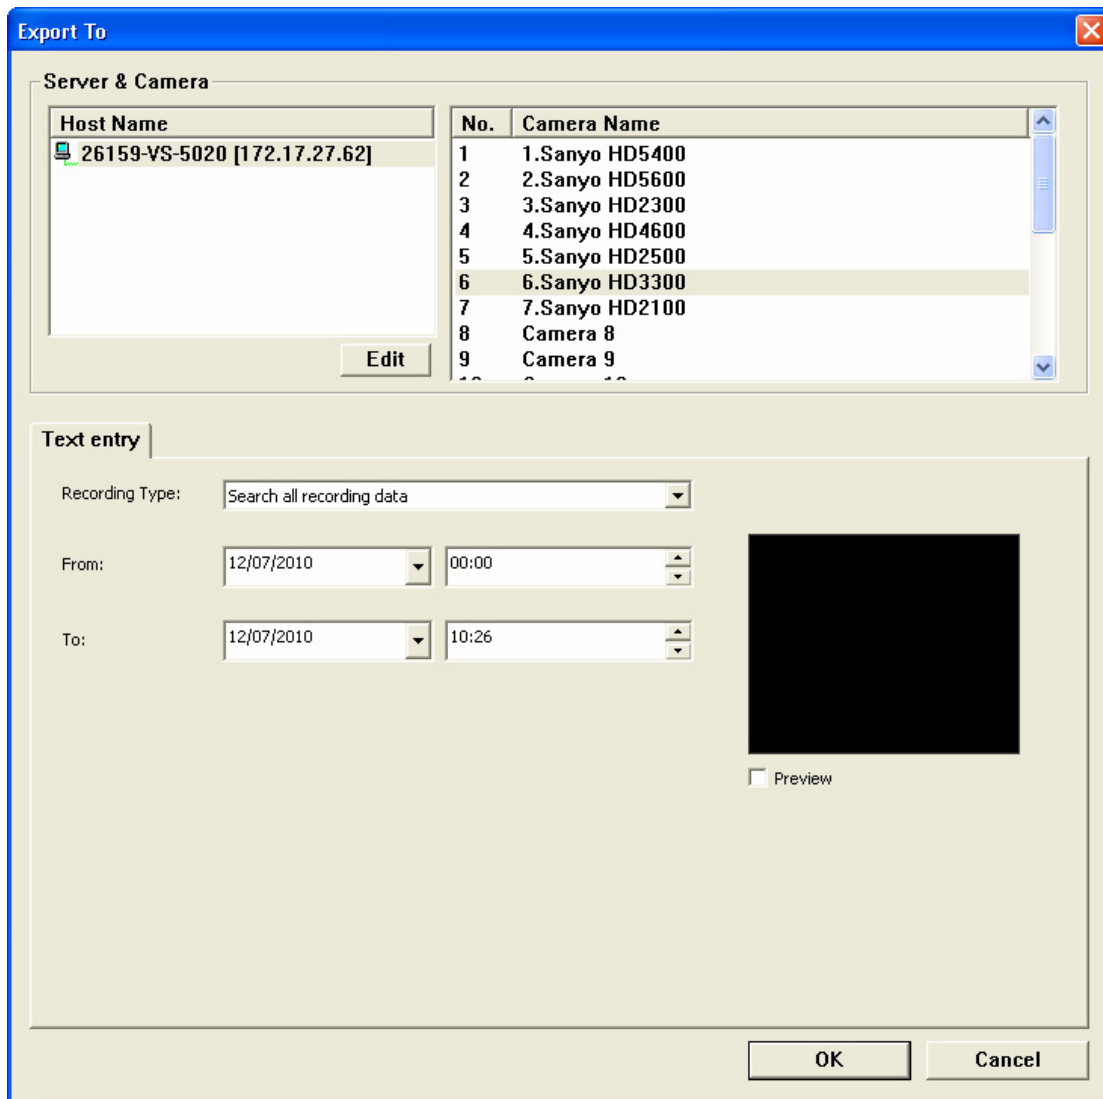 Export To
Server & Camera
Host Name
26159-VS-5020 [172.17.27.62]
Edit
No. Camera Name
1 1.Sanyo HD5400
2 2.Sanyo HD5600
3 3.Sanyo HD2300
4 4.Sanyo HD4600
5 5.Sanyo HD2500
6 6.Sanyo HD3300
7 7.Sanyo HD2100
8 Camera 8
9 Camera 9
Text entry
Recording Type: Search all recording data
From: 12/07/2010 00:00
To: 12/07/2010 10:26
Preview
OK Cancel